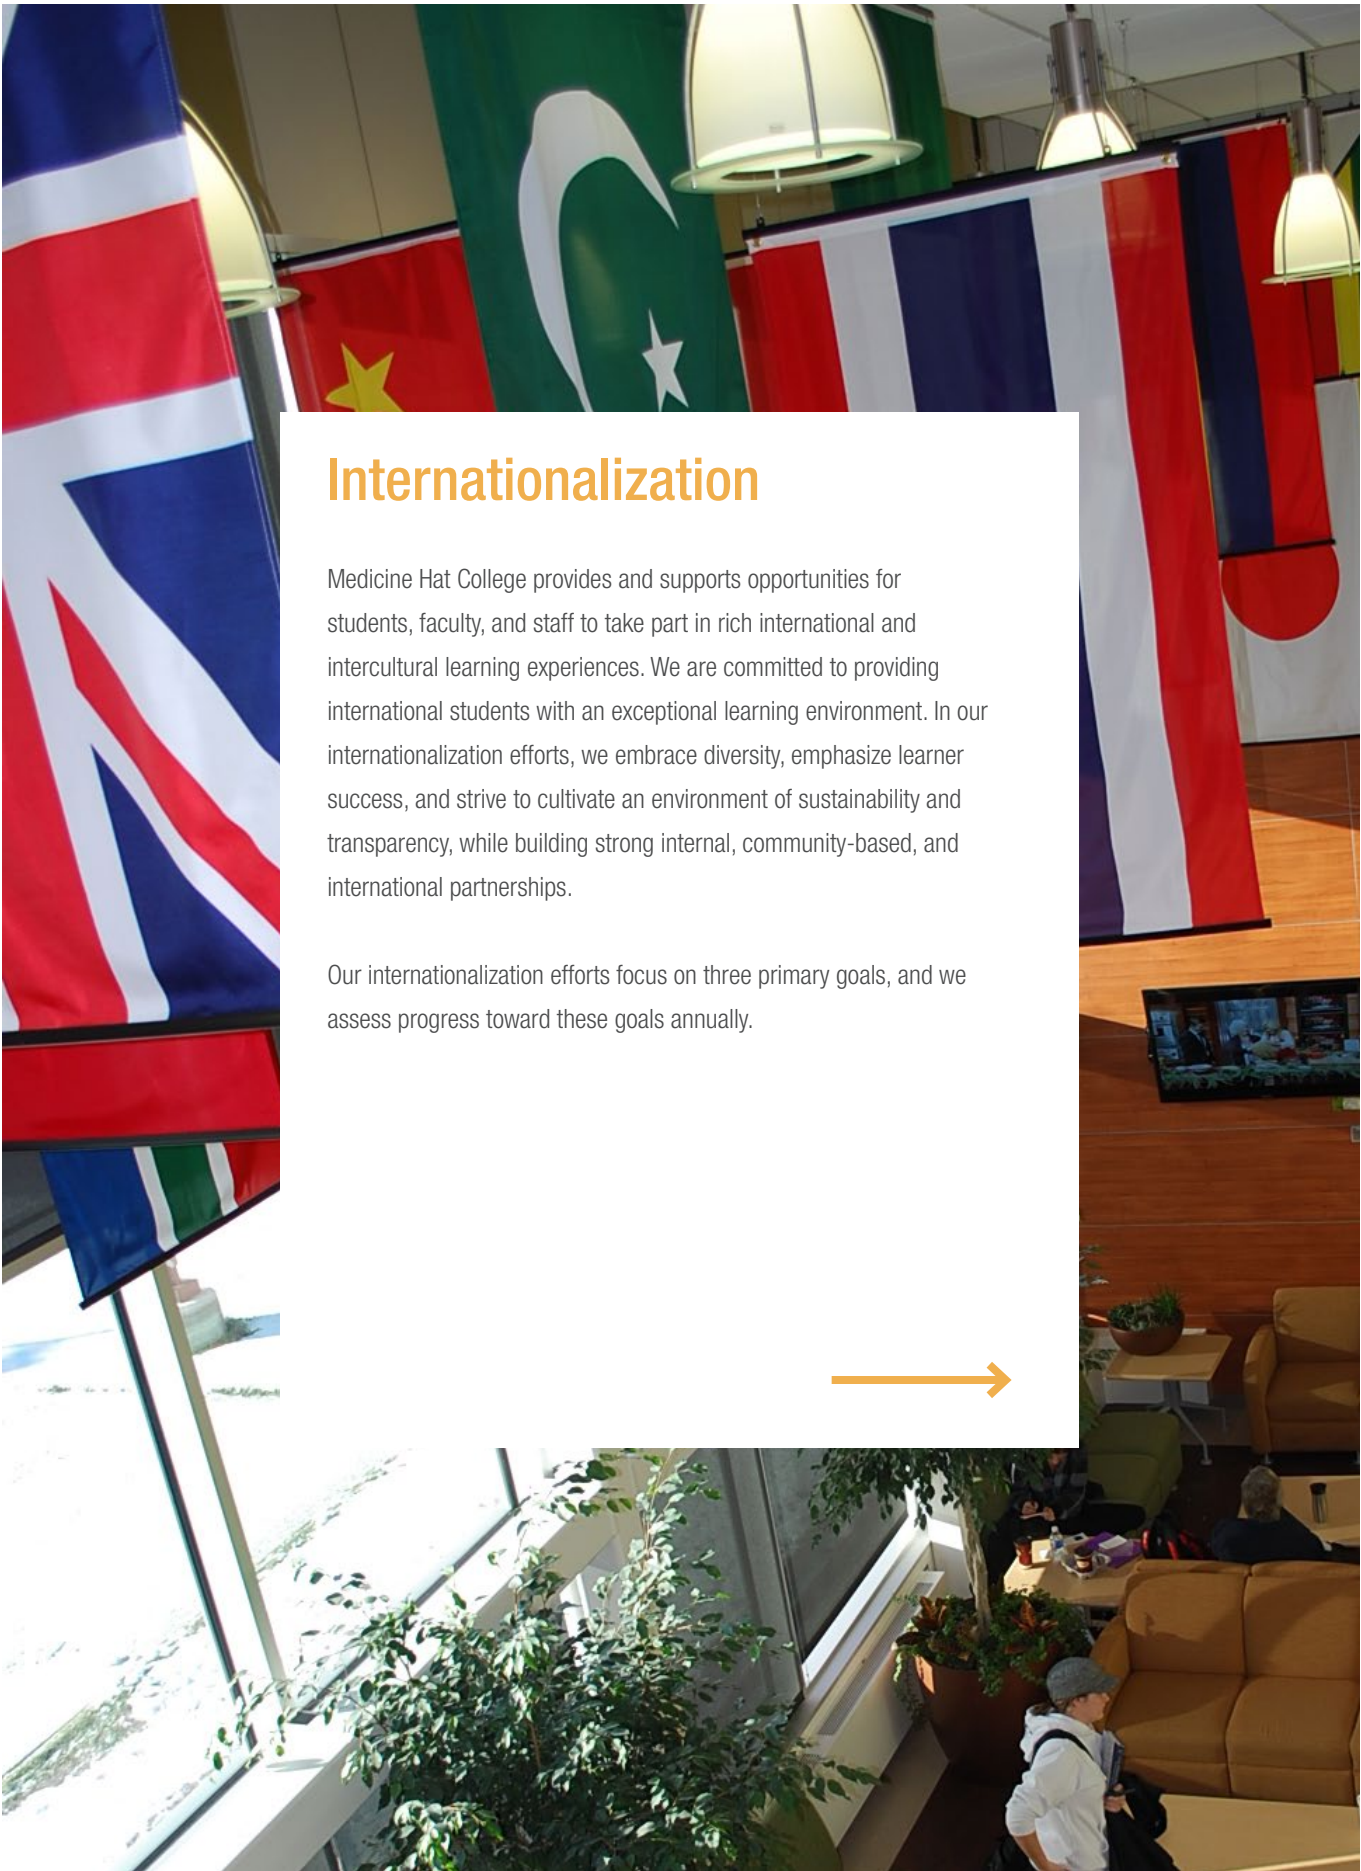 Internationalization
Medicine Hat College provides and supports opportunities for
students, faculty, and staff to take part in rich international and
intercultural learning experiences. We are committed to providing
international students with an exceptional learning environment. In our
internationalization efforts, we embrace diversity, emphasize learner
success, and strive to cultivate an environment of sustainability and
transparency, while building strong internal, community-based, and
international partnerships.
Our internationalization efforts focus on three primary goals, and we
assess progress toward these goals annually.